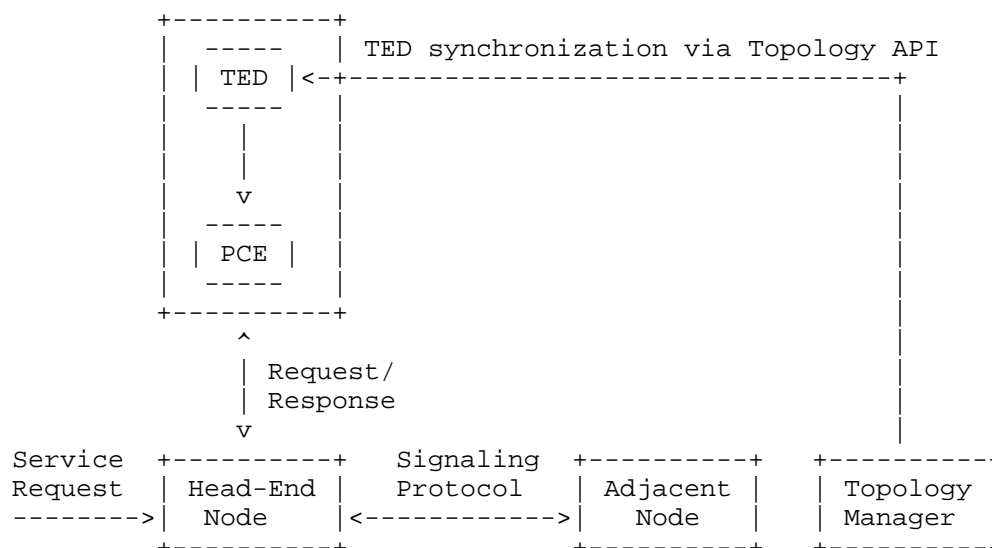 TED synchronization via Topology API
TED
PCE
Request/
Response
Service Signaling
Request Head-End Protocol Adjacent Topology
Node Node Manager